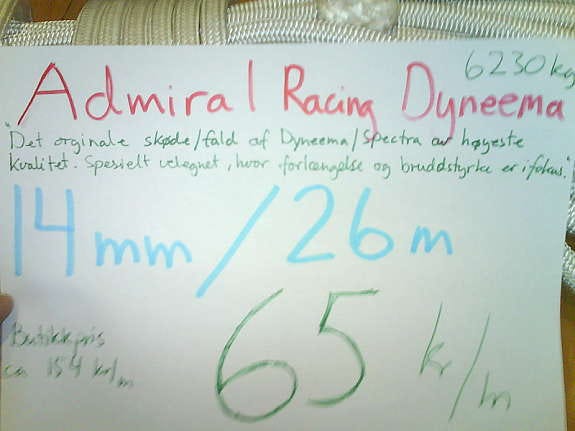 Admiral Racing Dyneema
6230 kg
"Det orginale skøde/fald af Dyneema/Spectra av høyeste
kvalitet. Spesielt velegnet, hvor forlængelse og bruddstyrke er i fokus."
14 mm / 26 m
65 kr/m
Butikkpris
ca 154 kr/m